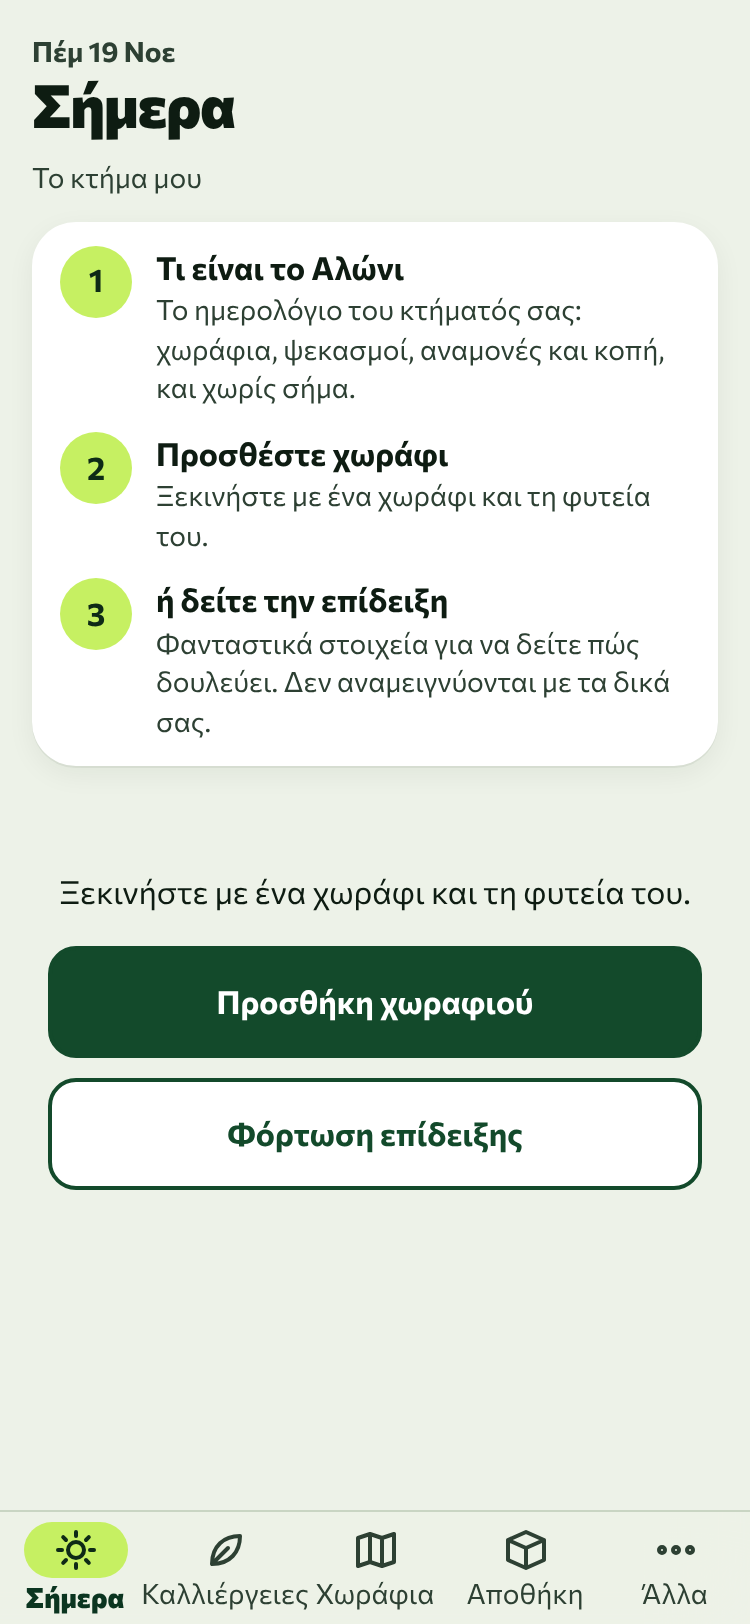 Πέμ 19 Νοε
Σήμερα
Το κτήμα μου
1
Τι είναι το Αλώνι
Το ημερολόγιο του κτήματός σας:
χωράφια, ψεκασμοί, αναμονές και κοπή,
και χωρίς σήμα.
2
Προσθέστε χωράφι
Ξεκινήστε με ένα χωράφι και τη φυτεία
του.
3
ή δείτε την επίδειξη
Φανταστικά στοιχεία για να δείτε πώς
δουλεύει. Δεν αναμειγνύονται με τα δικά
σας.
Ξεκινήστε με ένα χωράφι και τη φυτεία του.
Προσθήκη χωραφιού
Φόρτωση επίδειξης
Σήμερα
Καλλιέργειες
Χωράφια
Αποθήκη
Άλλα